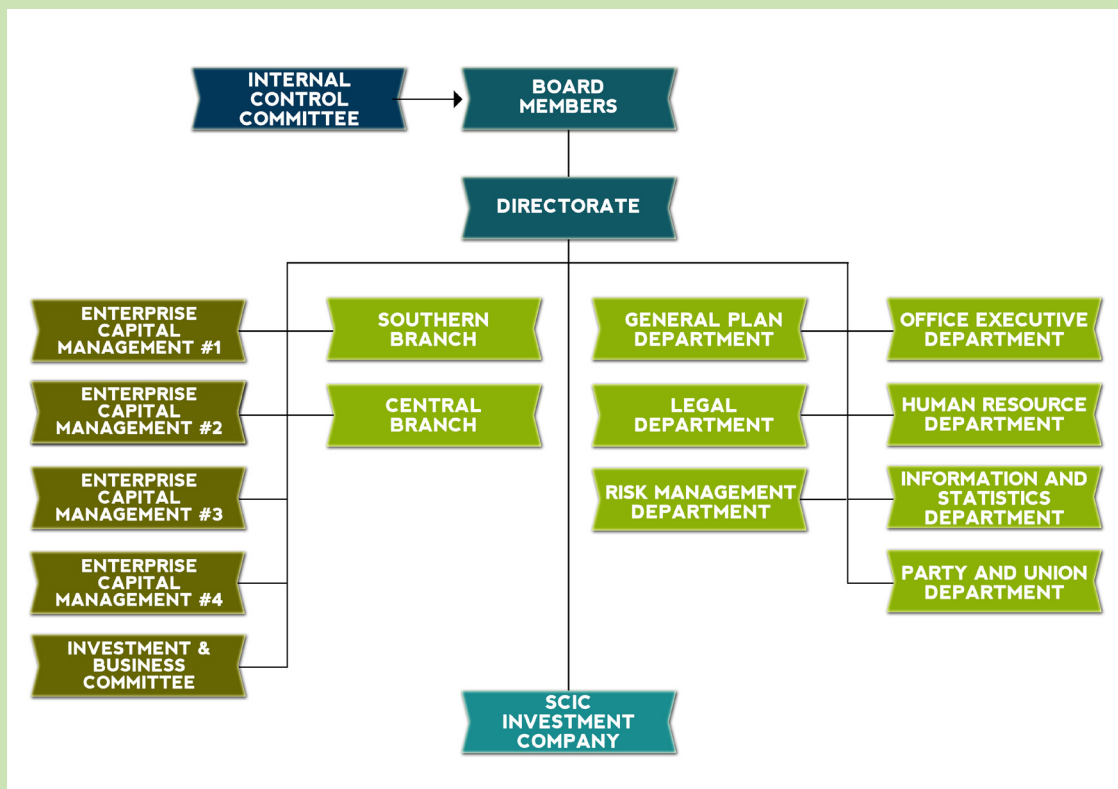 INTERNAL
CONTROL
COMMITTEE
BOARD
MEMBERS
DIRECTORATE
ENTERPRISE
CAPITAL
MANAGEMENT #1
SOUTHERN
BRANCH
GENERAL PLAN
DEPARTMENT
OFFICE EXECUTIVE
DEPARTMENT
ENTERPRISE
CAPITAL
MANAGEMENT #2
CENTRAL
BRANCH
LEGAL
DEPARTMENT
HUMAN RESOURCE
DEPARTMENT
ENTERPRISE
CAPITAL
MANAGEMENT #3
RISK MANAGEMENT
DEPARTMENT
INFORMATION AND
STATISTICS
DEPARTMENT
ENTERPRISE
CAPITAL
MANAGEMENT #4
PARTY AND UNION
DEPARTMENT
INVESTMENT &
BUSINESS
COMMITTEE
SCIC
INVESTMENT
COMPANY